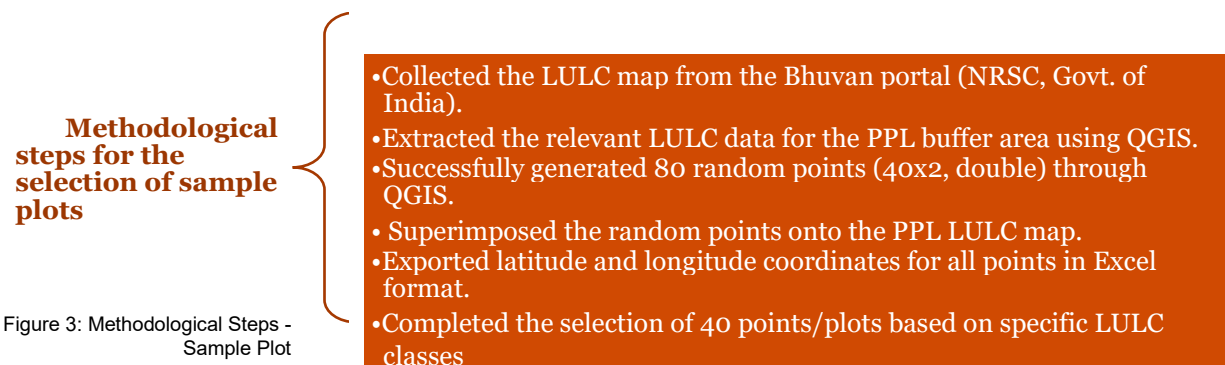 Methodological
steps for the
selection of sample
plots
•Collected the LULC map from the Bhuvan portal (NRSC, Govt. of
India).
•Extracted the relevant LULC data for the PPL buffer area using QGIS.
•Successfully generated 80 random points (40x2, double) through
QGIS.
• Superimposed the random points onto the PPL LULC map.
•Exported latitude and longitude coordinates for all points in Excel
format.
•Completed the selection of 40 points/plots based on specific LULC
classes
Figure 3: Methodological Steps -
Sample Plot